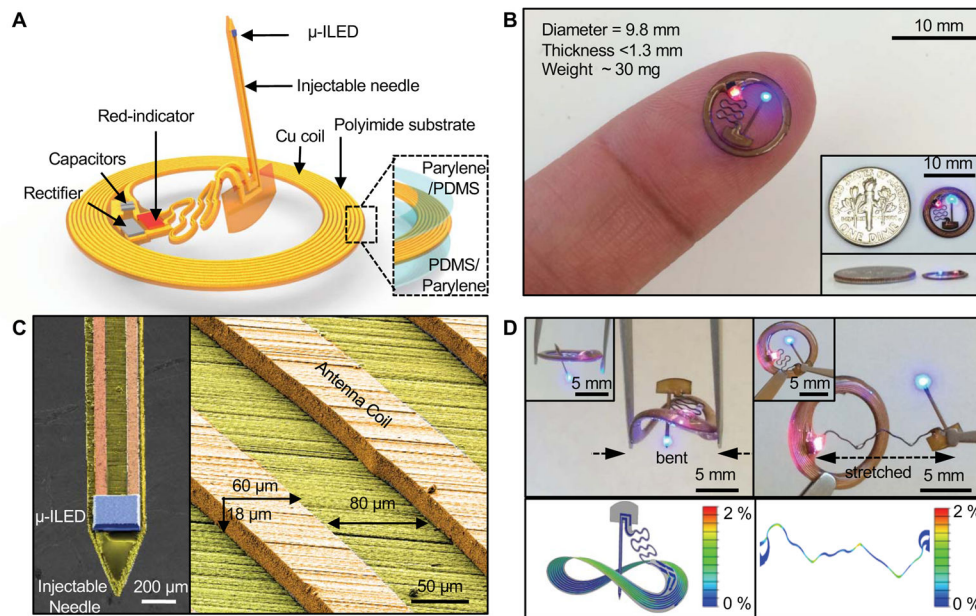 A
μ-ILED
Injectable needle
Red-indicator
Cu coil
Polyimide substrate
Capacitors
Rectifier
Parylene
/PDMS
PDMS/
Parylene
B
Diameter = 9.8 mm
Thickness <1.3 mm
Weight ~ 30 mg
10 mm
10 mm
ONE DIME
C
μ-ILED
Injectable
Needle
200 μm
Antenna Coil
60 μm
18 μm
80 μm
50 μm
D
5 mm
bent
5 mm
5 mm
stretched
5 mm
2 %
0 %
2 %
0 %